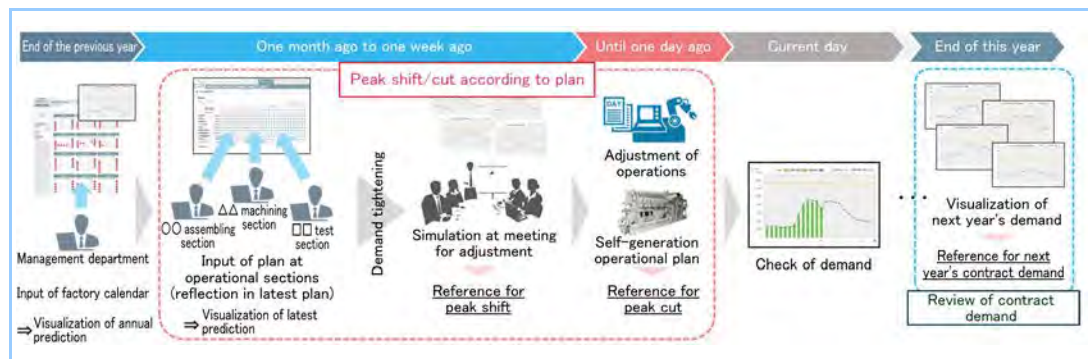 End of the previous year
One month ago to one week ago
Until one day ago
Current day
End of this year
Peak shift/cut according to plan
Management department
Input of factory calendar
⇒ Visualization of annual
prediction
○○ assembling
section
△△ machining
section
□□ test
section
Input of plan at
operational sections
(reflection in latest plan)
⇒ Visualization of latest
prediction
Demand tightening
Simulation at meeting
for adjustment
Reference for
peak shift
DAY
Adjustment of
operations
Self-generation
operational plan
Reference for
peak cut
Check of demand
...
Visualization of
next year's demand
Reference for next
year's contract demand
Review of contract
demand